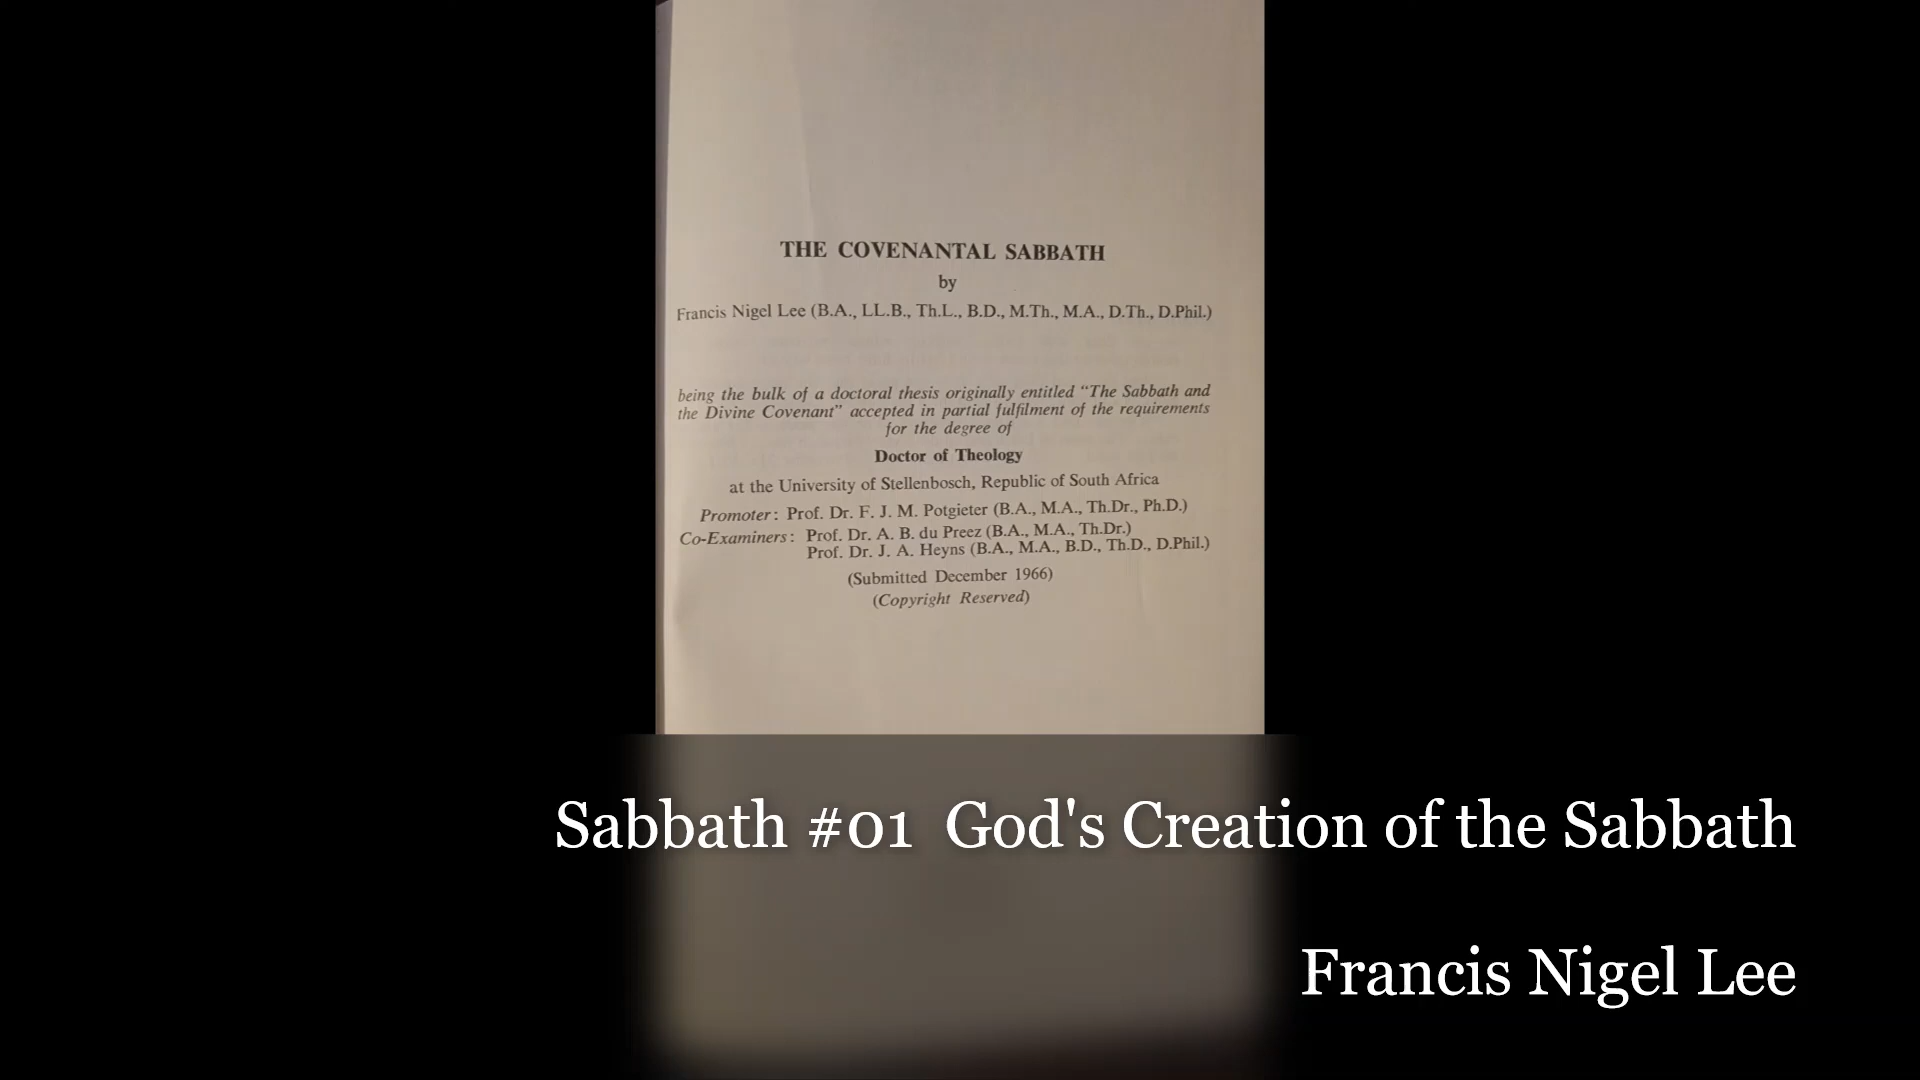 THE COVENANTAL SABBATH
by
Francis Nigel Lee (B.A., LL.B., Th.L., B.D., M.Th., M.A., D.Th., D.Phil.)
being the bulk of a doctoral thesis originally entitled “The Sabbath and
the Divine Covenant” accepted in partial fulfilment of the requirements
for the degree of
Doctor of Theology
at the University of Stellenbosch, Republic of South Africa
Promoter: Prof. Dr. F. J. M. Potgieter (B.A., M.A., Th.Dr., Ph.D.)
Co-Examiners: Prof. Dr. A. B. du Preez (B.A., M.A., Th.Dr.)
Prof. Dr. J. A. Heyns (B.A., M.A., B.D., Th.D., D.Phil.)
(Submitted December 1966)
(Copyright Reserved)
Sabbath #01 God's Creation of the Sabbath
Francis Nigel Lee